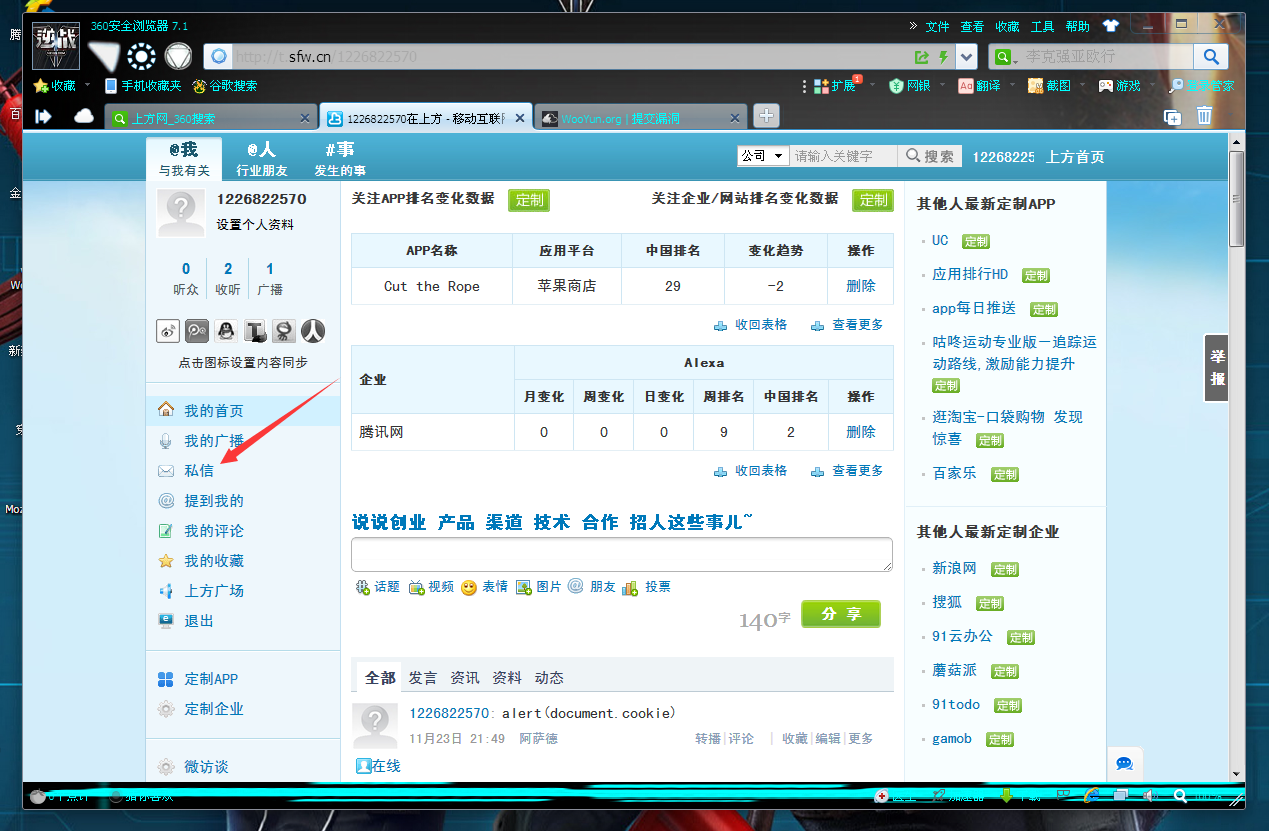 360安全浏览器 7.1
» 文件 查看 收藏 工具 帮助
逆战
http://t.sfw.cn/1226822570
李克强亚欧行
收藏 手机收藏夹 谷歌搜索
扩展 1 网银 翻译 截图 游戏
上方网_360搜索
1226822570在上方 - 移动互联
WooYun.org | 提交漏洞
@我 @人 #事
与我有关 行业朋友 发生的事
公司 请输入关键字 搜索 12268225 上方首页
1226822570
设置个人资料
0 2 1
听众 收听 广播
点击图标设置内容同步
我的首页
我的广播
私信
提到我的
我的评论
我的收藏
上方广场
退出
定制APP
定制企业
微访谈
关注APP排名变化数据 定制 关注企业/网站排名变化数据 定制
APP名称 应用平台 中国排名 变化趋势 操作
Cut the Rope 苹果商店 29 -2 删除
收回表格 查看更多
企业 Alexa
月变化 周变化 日变化 周排名 中国排名 操作
腾讯网 0 0 0 9 2 删除
收回表格 查看更多
说说创业 产品 渠道 技术 合作 招人这些事儿~
话题 视频 表情 图片 朋友 投票
140字 分 享
全部 发言 资讯 资料 动态
1226822570: alert(document.cookie)
11月23日 21:49 阿萨德 转播|评论 |收藏|编辑|更多
在线
其他人最新定制APP
UC 定制
应用排行HD 定制
app每日推送 定制
咕咚运动专业版－追踪运
动路线,激励能力提升
定制
逛淘宝-口袋购物 发现
惊喜 定制
百家乐 定制
其他人最新定制企业
新浪网 定制
搜狐 定制
91云办公 定制
蘑菇派 定制
91todo 定制
gamob 定制
举
报